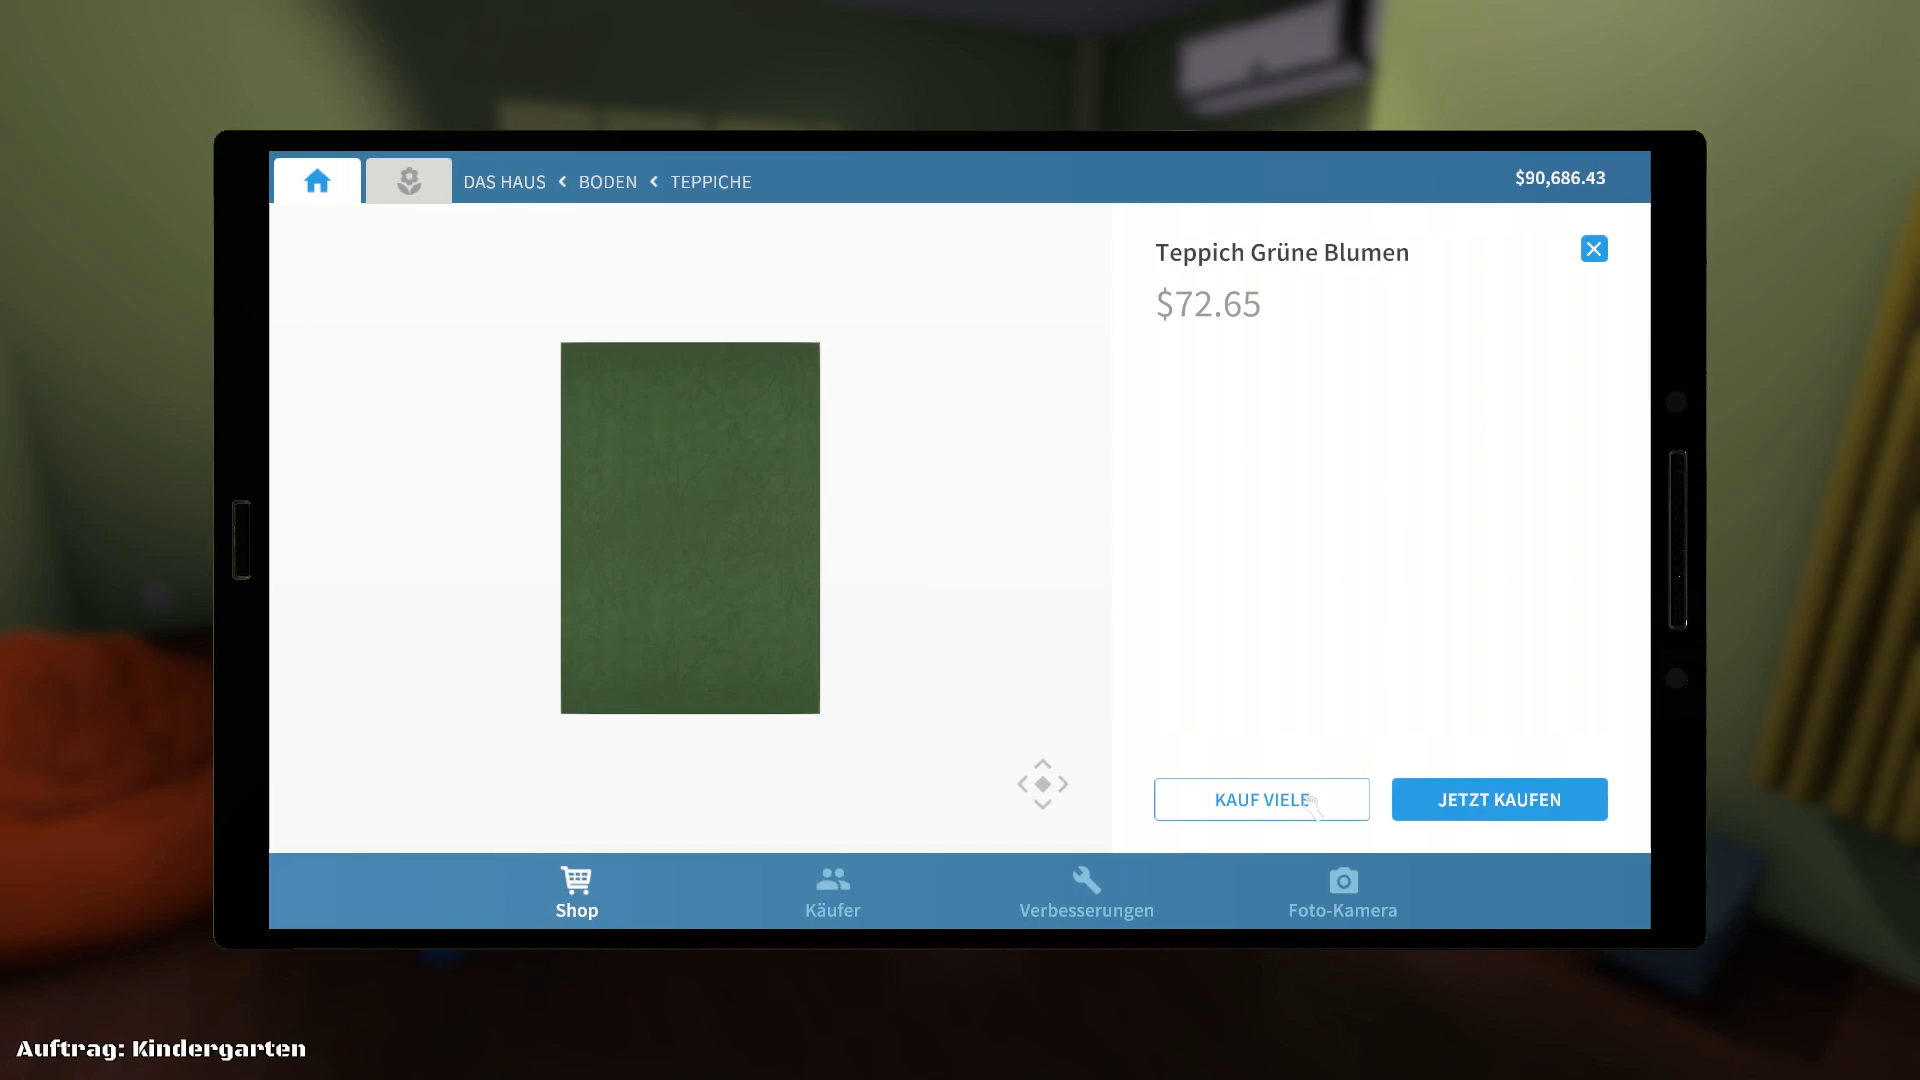 DAS HAUS < BODEN < TEPPICHE
$90,686.43
Teppich Grüne Blumen
$72.65
KAUF VIELE
JETZT KAUFEN
Shop
Käufer
Verbesserungen
Foto-Kamera
Auftrag: Kindergarten